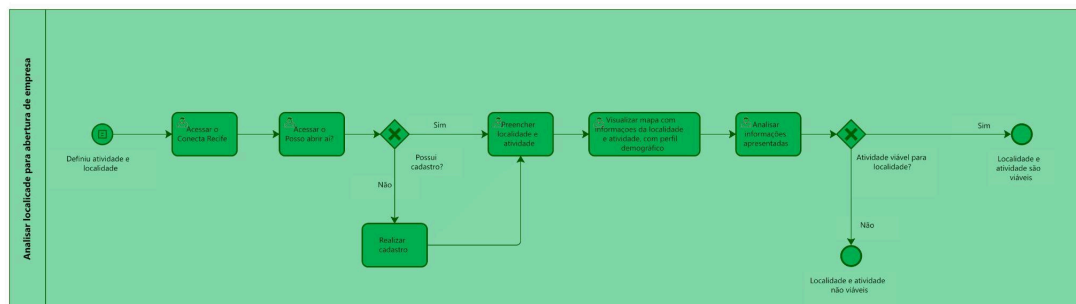 Analisar localicade para abertura de empresa
Definiu atividade e
localidade
Acessar o
Conecta Recife
Acessar o
Posso abrir aí?
Sim
Possui
cadastro?
Não
Realizar
cadastro
Preencher
localidade e
atividade
Visualizar mapa com
informaçoes da localidade
e atividade, com perfil
demográfico
Analisar
informações
apresentadas
Atividade viável para
localidade?
Sim
Localidade e
atividade são
viáveis
Não
Localidade e atividade
não viáveis